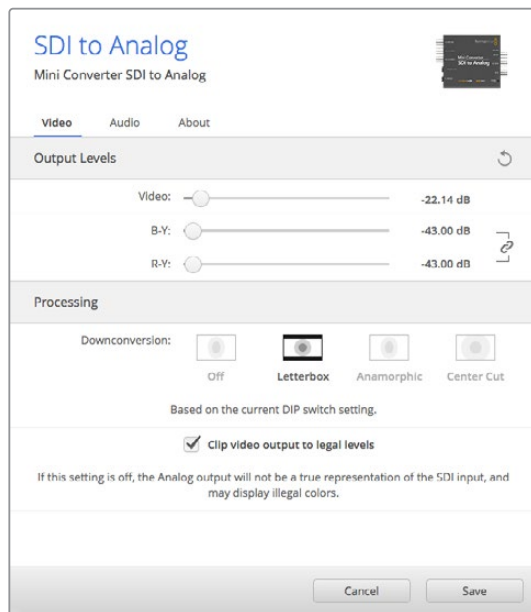 SDI to Analog
Mini Converter SDI to Analog
Video Audio About
Output Levels
Video: -22.14 dB
B-Y: -43.00 dB
R-Y: -43.00 dB
Processing
Downconversion:
Off Letterbox Anamorphic Center Cut
Based on the current DIP switch setting.
Clip video output to legal levels
If this setting is off, the Analog output will not be a true representation of the SDI input, and
may display illegal colors.
Cancel Save